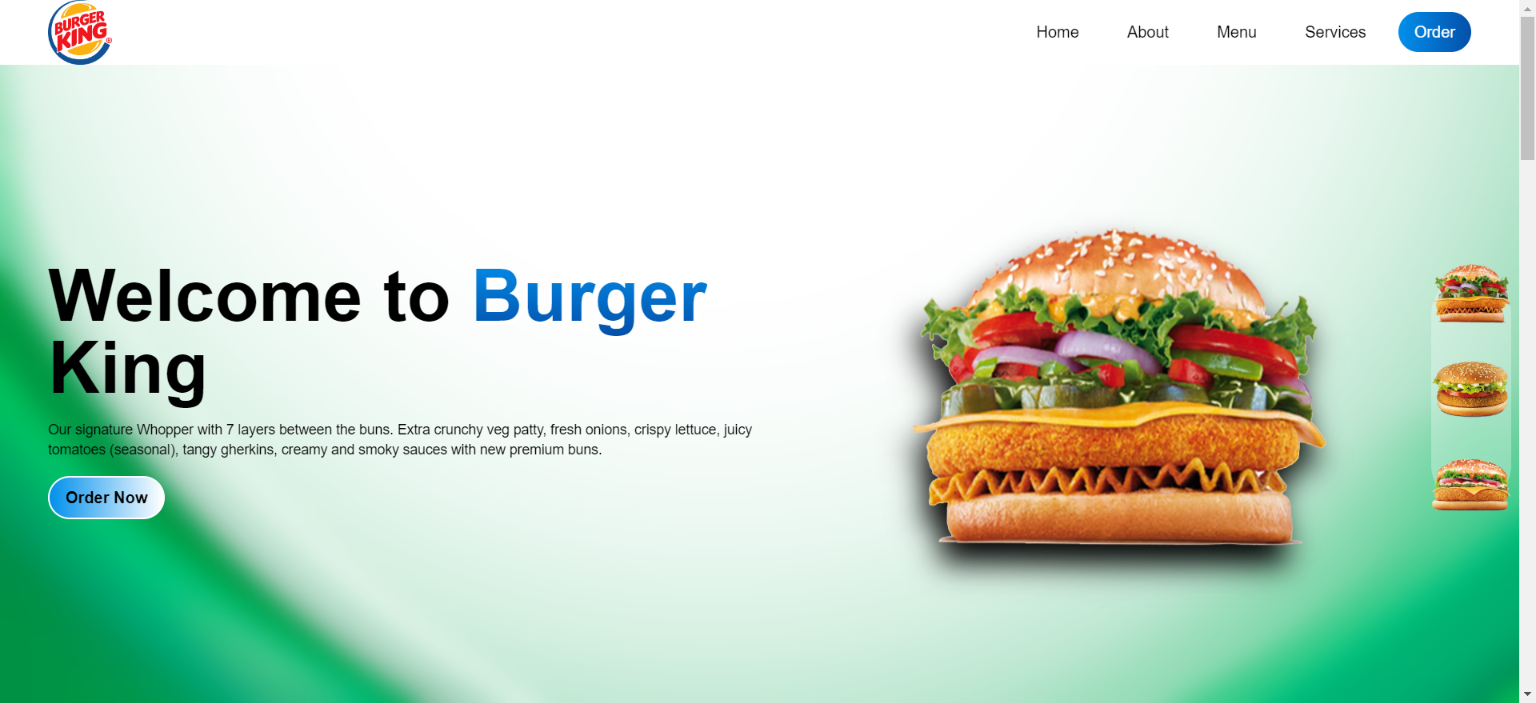 BURGER
KING
®
Home About Menu Services Order
Welcome to Burger
King
Our signature Whopper with 7 layers between the buns. Extra crunchy veg patty, fresh onions, crispy lettuce, juicy
tomatoes (seasonal), tangy gherkins, creamy and smoky sauces with new premium buns.
Order Now